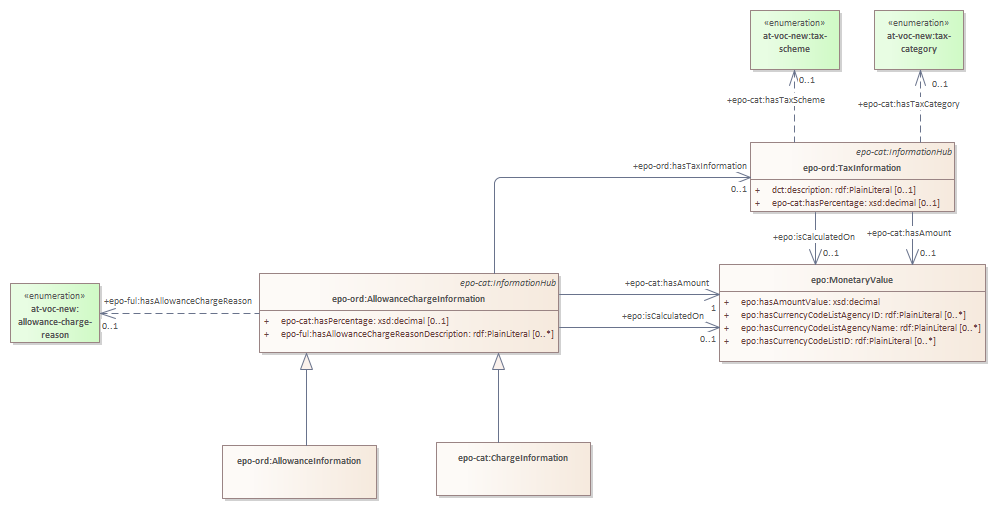 «enumeration»
at-voc-new:tax-
scheme
«enumeration»
at-voc-new:tax-
category
0..1
0..1
+epo-cat:hasTaxScheme
+epo-cat:hasTaxCategory
epo-cat:InformationHub
epo-ord:TaxInformation
+ dct:description: rdf:PlainLiteral [0..1]
+ epo-cat:hasPercentage: xsd:decimal [0..1]
+epo-ord:hasTaxInformation
0..1
+epo:isCalculatedOn
+epo-cat:hasAmount
0..1
0..1
epo:MonetaryValue
+ epo:hasAmountValue: xsd:decimal
+ epo:hasCurrencyCodeListAgencyID: rdf:PlainLiteral [0..*]
+ epo:hasCurrencyCodeListAgencyName: rdf:PlainLiteral [0..*]
+ epo:hasCurrencyCodeListID: rdf:PlainLiteral [0..*]
epo-cat:InformationHub
epo-ord:AllowanceChargeInformation
+ epo-cat:hasPercentage: xsd:decimal [0..1]
+ epo-ful:hasAllowanceChargeReasonDescription: rdf:PlainLiteral [0..*]
+epo-cat:hasAmount
1
+epo:isCalculatedOn
0..1
«enumeration»
at-voc-new:
allowance-charge-
reason
+epo-ful:hasAllowanceChargeReason
0..1
epo-ord:AllowanceInformation
epo-cat:ChargeInformation